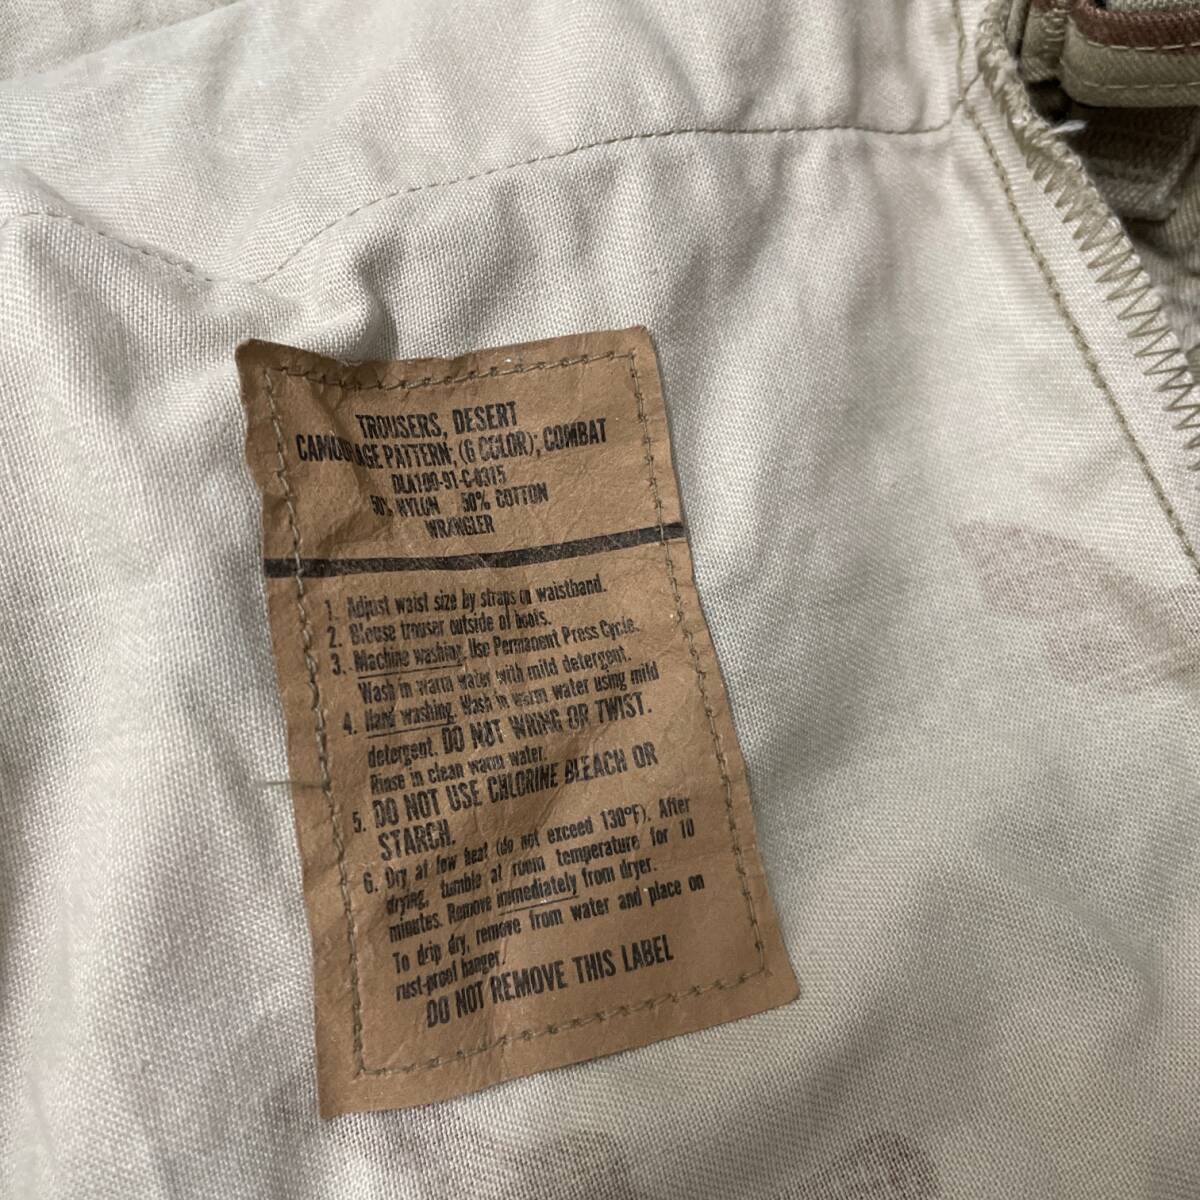 TROUSERS, DESERT
CAMOUFLAGE PATTERN; (6 COLOR); COMBAT
DLA100-91-C-0315
50% NYLON 50% COTTON
WRANGLER
1. Adjust waist size by straps on waistband.
2. Blouse trouser outside of boots.
3. Machine washing. Use Permanent Press Cycle.
Wash in warm water with mild detergent.
4. Hand washing. Wash in warm water using mild
detergent. DO NOT WRING OR TWIST.
Rinse in clean warm water.
5. DO NOT USE CHLORINE BLEACH OR
STARCH.
6. Dry at low heat (do not exceed 130°F). After
drying, tumble at room temperature for 10
minutes. Remove immediately from dryer.
To drip dry, remove from water and place on
rust-proof hanger.
DO NOT REMOVE THIS LABEL